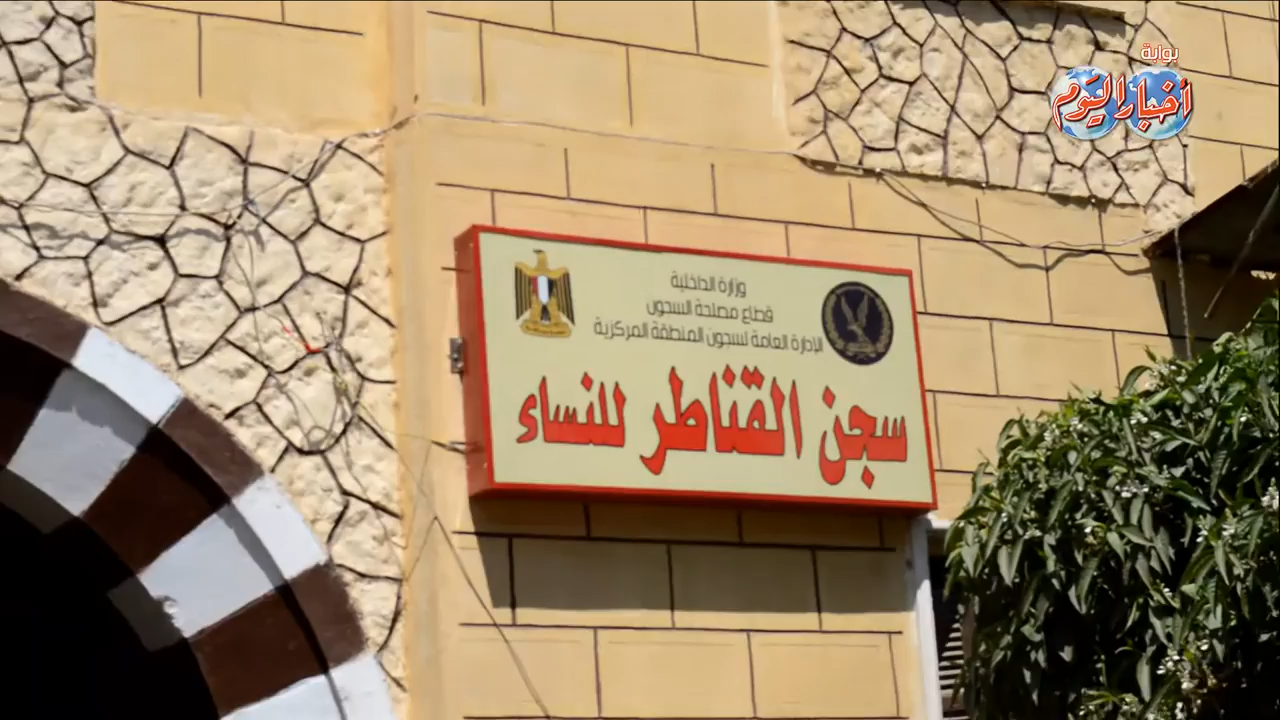 بوابة
أخبار اليوم
وزارة الداخلية
قطاع مصلحة السجون
الإدارة العامة لسجون المنطقة المركزية
سجن القناطر للنساء